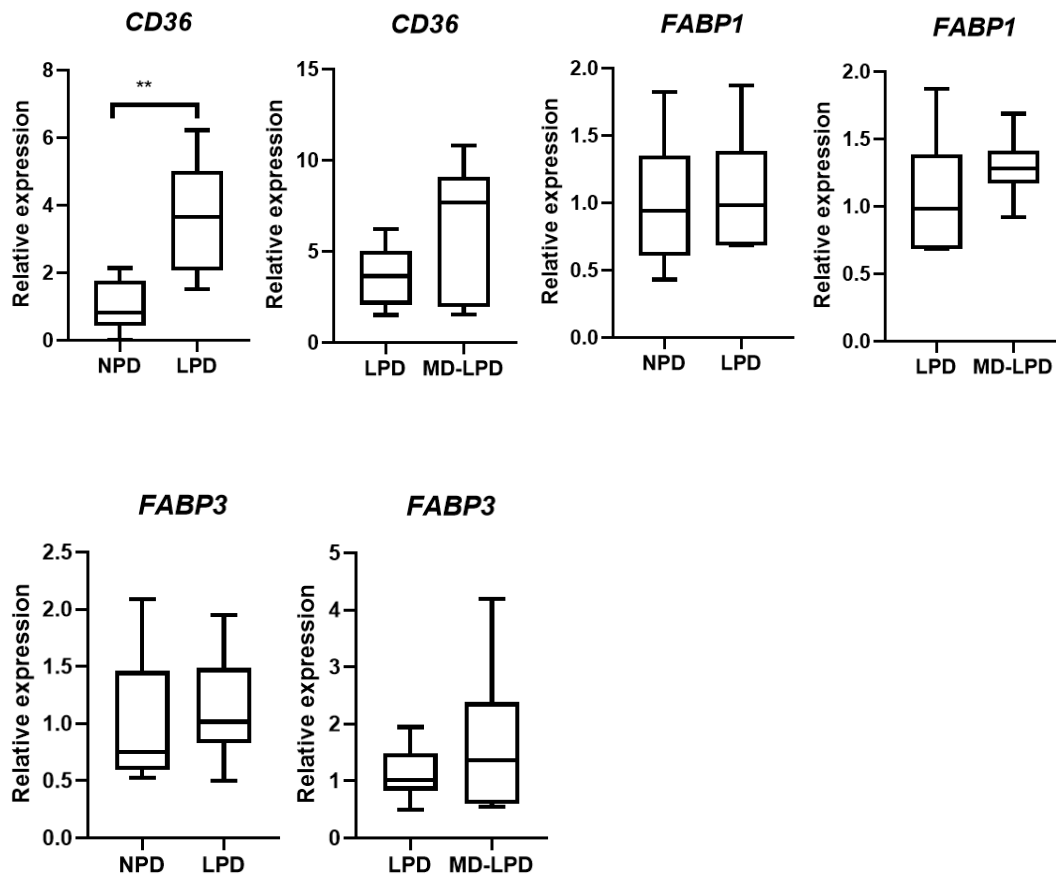 CD36
CD36
FABP1
FABP1
Relative expression
8
6
4
2
0
**
NPD LPD
Relative expression
15
10
5
0
LPD MD-LPD
Relative expression
2.0
1.5
1.0
0.5
0.0
NPD LPD
Relative expression
2.0
1.5
1.0
0.5
0.0
LPD MD-LPD
FABP3
FABP3
Relative expression
2.5
2.0
1.5
1.0
0.5
0.0
NPD LPD
Relative expression
5
4
3
2
1
0
LPD MD-LPD